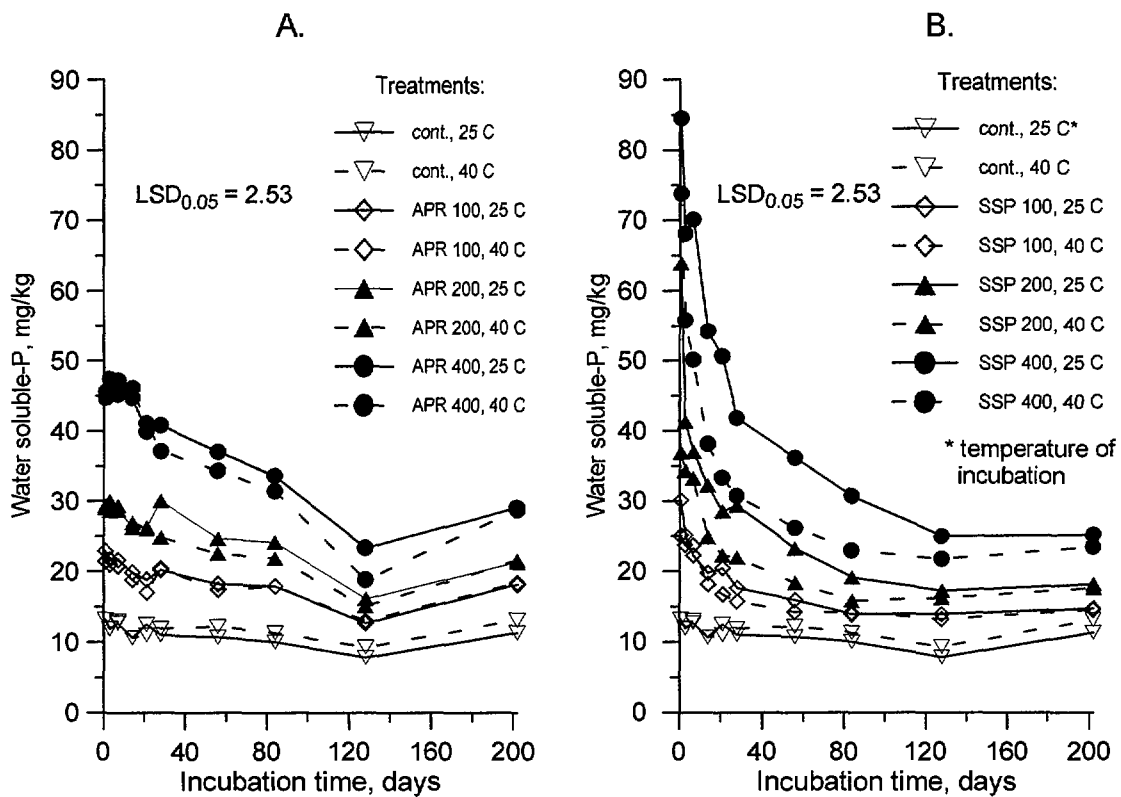 A.
90
80
70
60
50
40
30
20
10
0
Water soluble-P, mg/kg
Treatments:
cont., 25 C
cont., 40 C
APR 100, 25 C
APR 100, 40 C
APR 200, 25 C
APR 200, 40 C
APR 400, 25 C
APR 400, 40 C
LSD0.05 = 2.53
0 40 80 120 160 200
Incubation time, days
B.
90
80
70
60
50
40
30
20
10
0
Water soluble-P, mg/kg
Treatments:
cont., 25 C*
cont., 40 C
SSP 100, 25 C
SSP 100, 40 C
SSP 200, 25 C
SSP 200, 40 C
SSP 400, 25 C
SSP 400, 40 C
LSD0.05 = 2.53
* temperature of
incubation
0 40 80 120 160 200
Incubation time, days